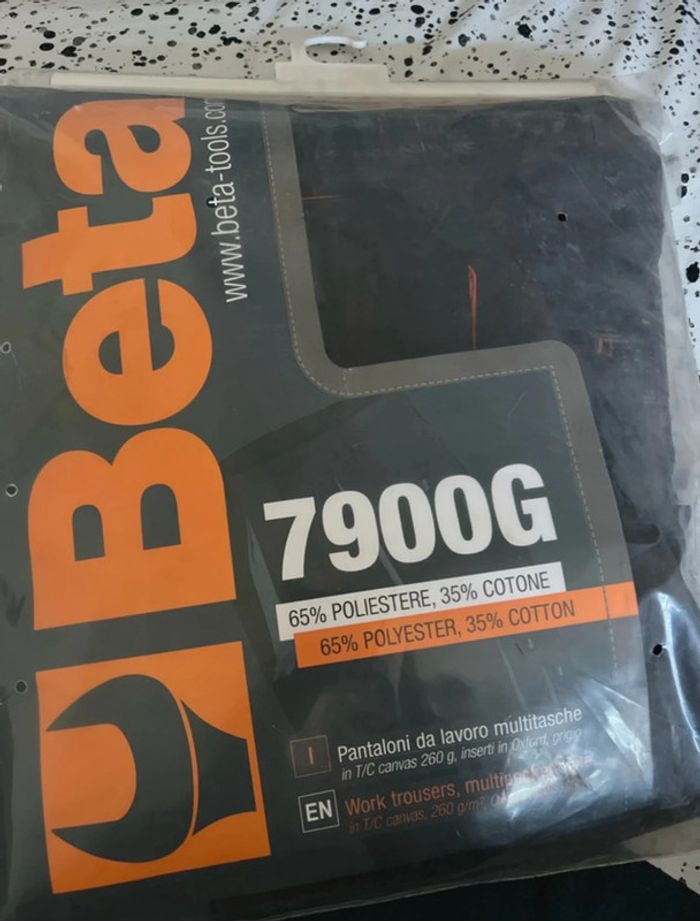 Beta
www.beta-tools.com
7900G
65% POLIESTERE, 35% COTONE
65% POLYESTER, 35% COTTON
I
Pantaloni da lavoro multitasche
in T/C canvas 260 g, inserti in Oxford, grigio
EN
Work trousers,
in T/C canvas, 260 g/m²,